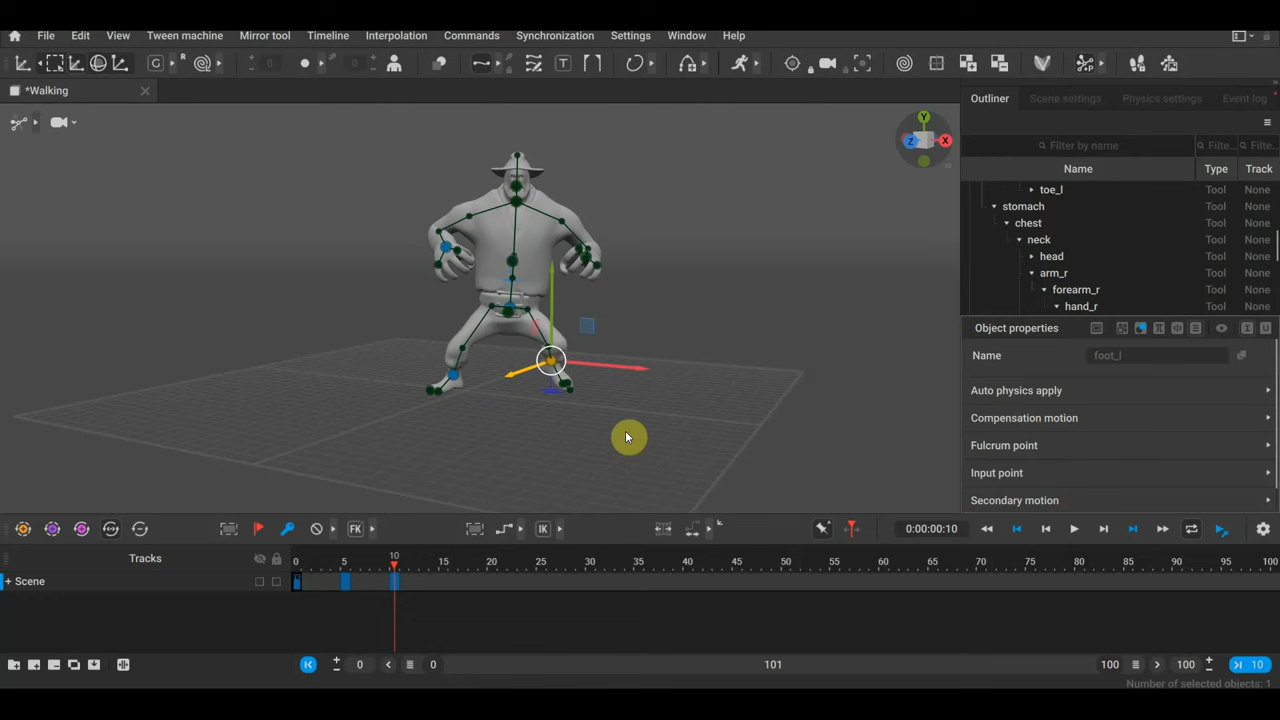 File Edit View Tween machine Mirror tool Timeline Interpolation Commands Synchronization Settings Window Help
*Walking
Outliner Scene settings Physics settings Event log
Filter by name Filte... Filte...
Name Type Track
toe_l Tool None
stomach Tool None
chest Tool None
neck Tool None
head Tool None
arm_r Tool None
forearm_r Tool None
hand_r Tool None
Y
Z X
Object properties
Name foot_l
Auto physics apply
Compensation motion
Fulcrum point
Input point
Secondary motion
FK IK 0:00:00:10
Tracks 0 5 10 15 20 25 30 35 40 45 50 55 60 65 70 75 80 85 90 95 100
+ Scene
0 0 101 100 100 10
Number of selected objects: 1